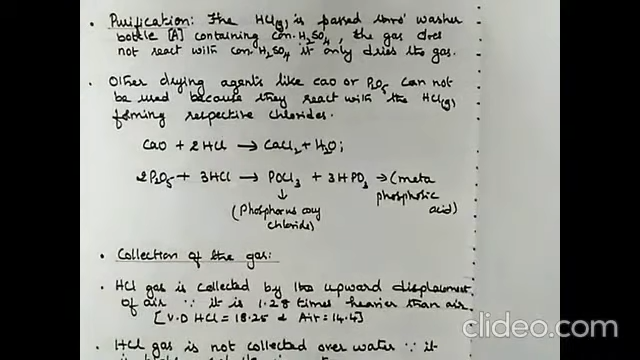 • Purification: The HCl(g) is passed thro' washer
bottle [A] containing con. H2SO4, the gas does
not react with con. H2SO4 it only dries the gas.
• Other drying agents like CaO or P2O5 can not
be used because they react with the HCl(g)
forming respective chlorides.
CaO + 2HCl → CaCl2 + H2O;
2P2O5 + 3HCl → POCl3 + 3HPO3 → (meta
↓ phosphoric
(Phosphorus oxy acid)
chloride)
• Collection of the gas:
• HCl gas is collected by the upward displacement
of air ∵ it is 1.28 times heavier than air
[V.D HCl = 18.25 & Air = 14.4]
• HCl gas is not collected over water ∵ it
clideo.com